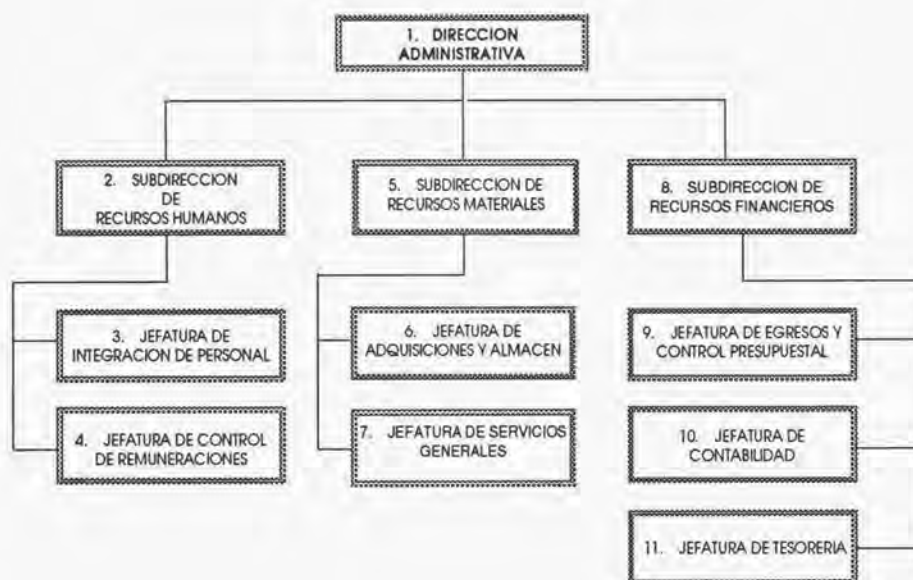 1. DIRECCION
ADMINISTRATIVA
2. SUBDIRECCION
DE
RECURSOS HUMANOS
5. SUBDIRECCION DE
RECURSOS MATERIALES
8. SUBDIRECCION DE
RECURSOS FINANCIEROS
3. JEFATURA DE
INTEGRACION DE PERSONAL
6. JEFATURA DE
ADQUISICIONES Y ALMACEN
9. JEFATURA DE EGRESOS Y
CONTROL PRESUPUESTAL
4. JEFATURA DE CONTROL
DE REMUNERACIONES
7. JEFATURA DE SERVICIOS
GENERALES
10. JEFATURA DE
CONTABILIDAD
11. JEFATURA DE TESORERIA